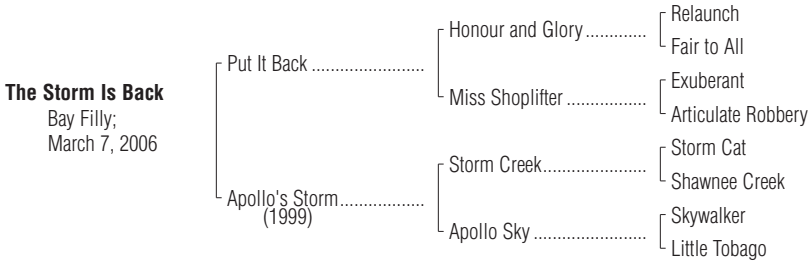 Relaunch
Honour and Glory.............
Fair to All
Put It Back ........................
Exuberant
Miss Shoplifter .................
Articulate Robbery
The Storm Is Back
Bay Filly;
March 7, 2006
Storm Cat
Storm Creek......................
Shawnee Creek
Apollo's Storm..................
(1999)
Skywalker
Apollo Sky ........................
Little Tobago